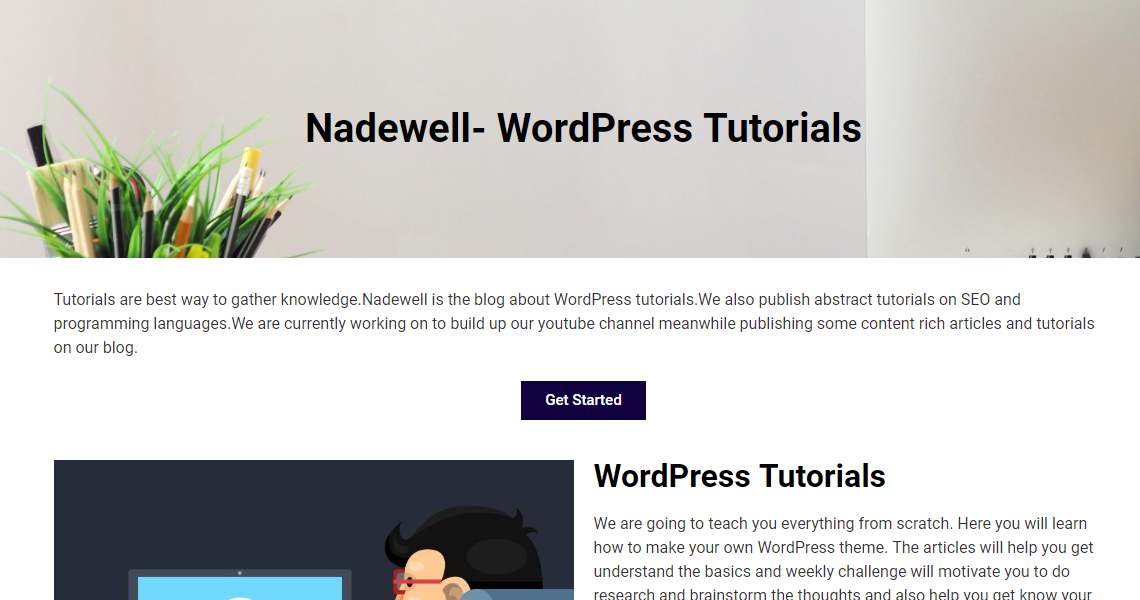 Nadewell- WordPress Tutorials
Tutorials are best way to gather knowledge.Nadewell is the blog about WordPress tutorials.We also publish abstract tutorials on SEO and
programming languages.We are currently working on to build up our youtube channel meanwhile publishing some content rich articles and tutorials
on our blog.
Get Started
WordPress Tutorials
We are going to teach you everything from scratch. Here you will learn
how to make your own WordPress theme. The articles will help you get
understand the basics and weekly challenge will motivate you to do
research and brainstorm the thoughts and also help you get know your